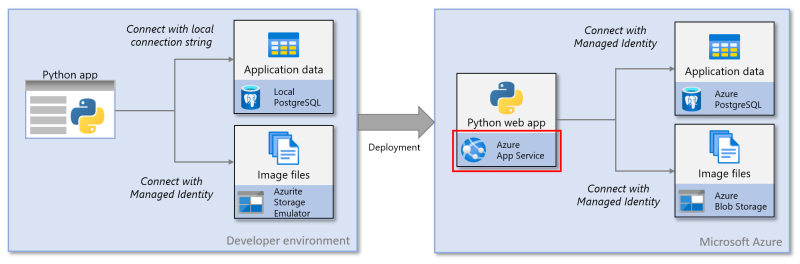 Connect with local
connection string
Python app
Application data
Local
PostgreSQL
Image files
Azurite
Storage
Emulator
Connect with
Managed Identity
Developer environment
Deployment
Connect with
Managed Identity
Python web app
Azure
App Service
Application data
Azure
PostgreSQL
Image files
Azure
Blob Storage
Connect with
Managed Identity
Microsoft Azure